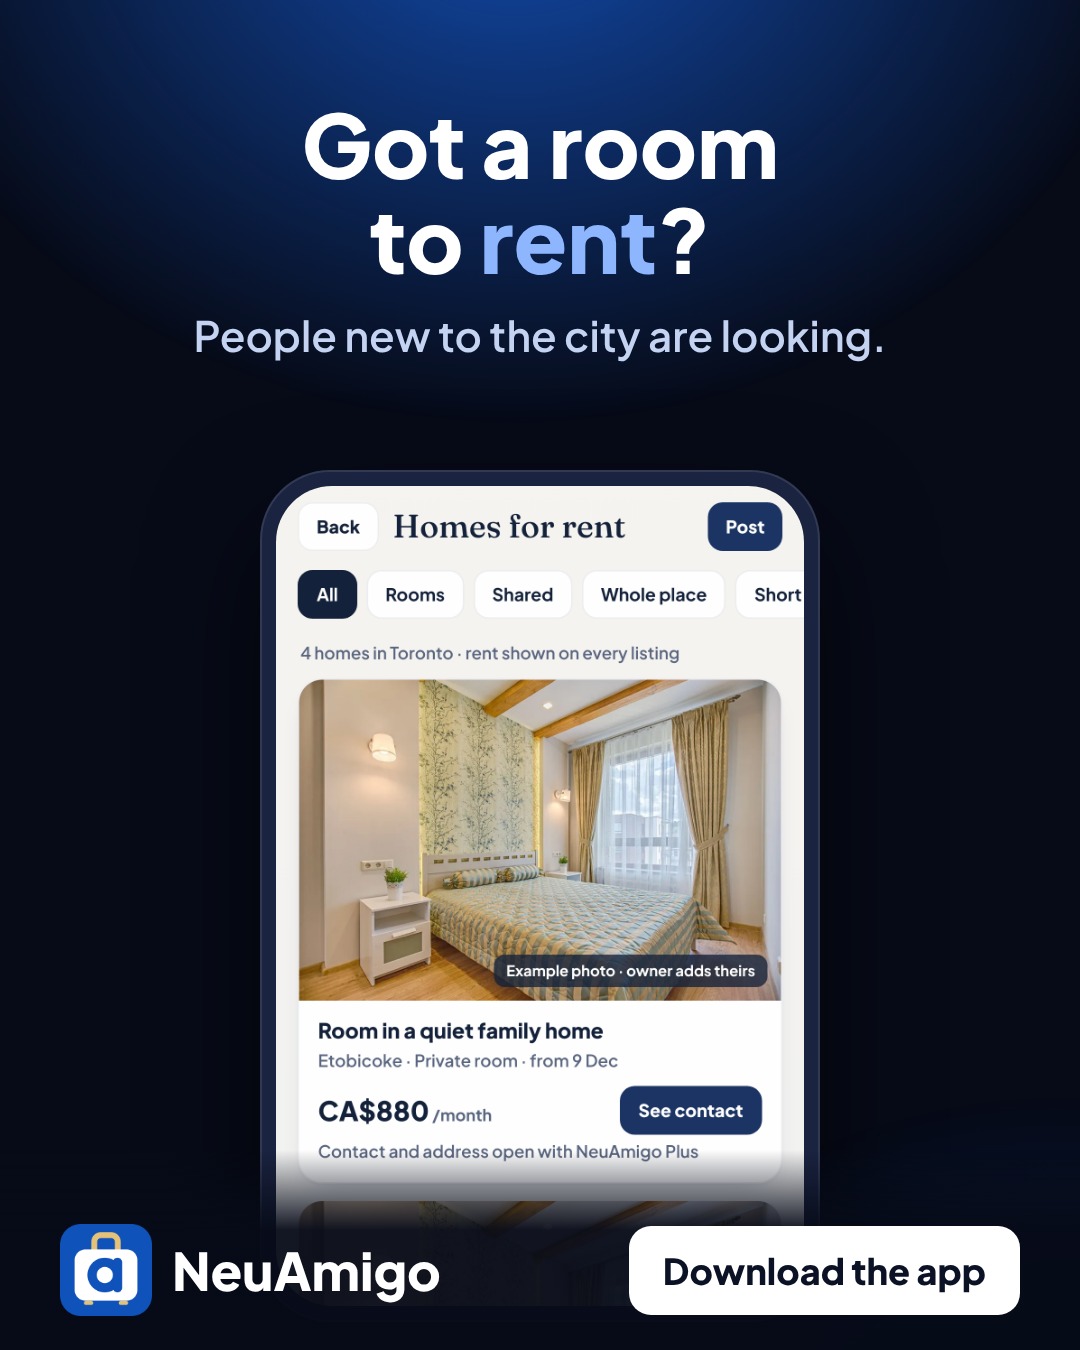 Got a room
to rent?
People new to the city are looking.
Back
Homes for rent
Post
All
Rooms
Shared
Whole place
Short
4 homes in Toronto · rent shown on every listing
Example photo · owner adds theirs
Room in a quiet family home
Etobicoke · Private room · from 9 Dec
CA$880 /month
See contact
Contact and address open with NeuAmigo Plus
a
NeuAmigo
Download the app